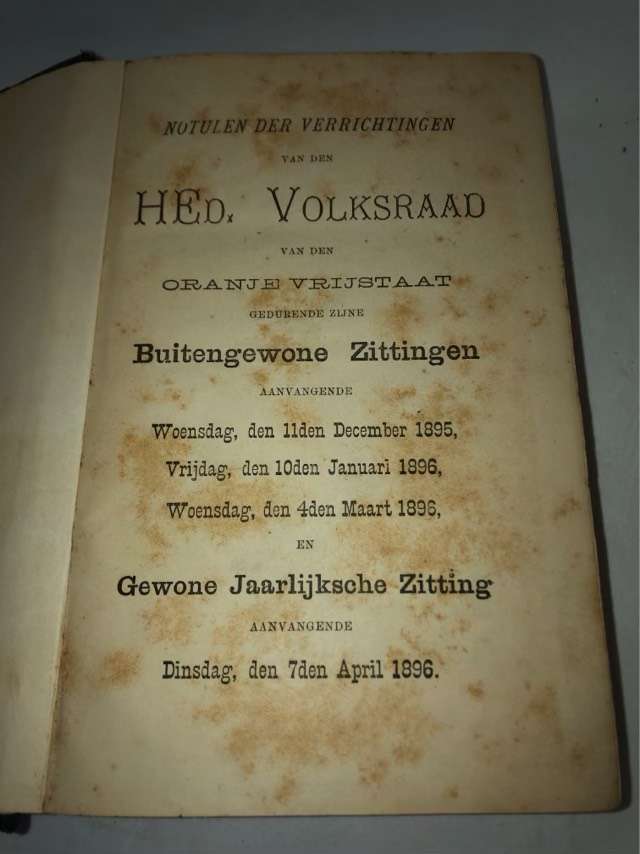 NOTULEN DER VERRICHTINGEN
VAN DEN
HED. VOLKSRAAD
VAN DEN
ORANJE VRIJSTAAT
GEDURENDE ZIJNE
Buitengewone Zittingen
AANVANGENDE
Woensdag, den 11den December 1895,
Vrijdag, den 10den Januari 1896,
Woensdag, den 4den Maart 1896,
EN
Gewone Jaarlijksche Zitting
AANVANGENDE
Dinsdag, den 7den April 1896.